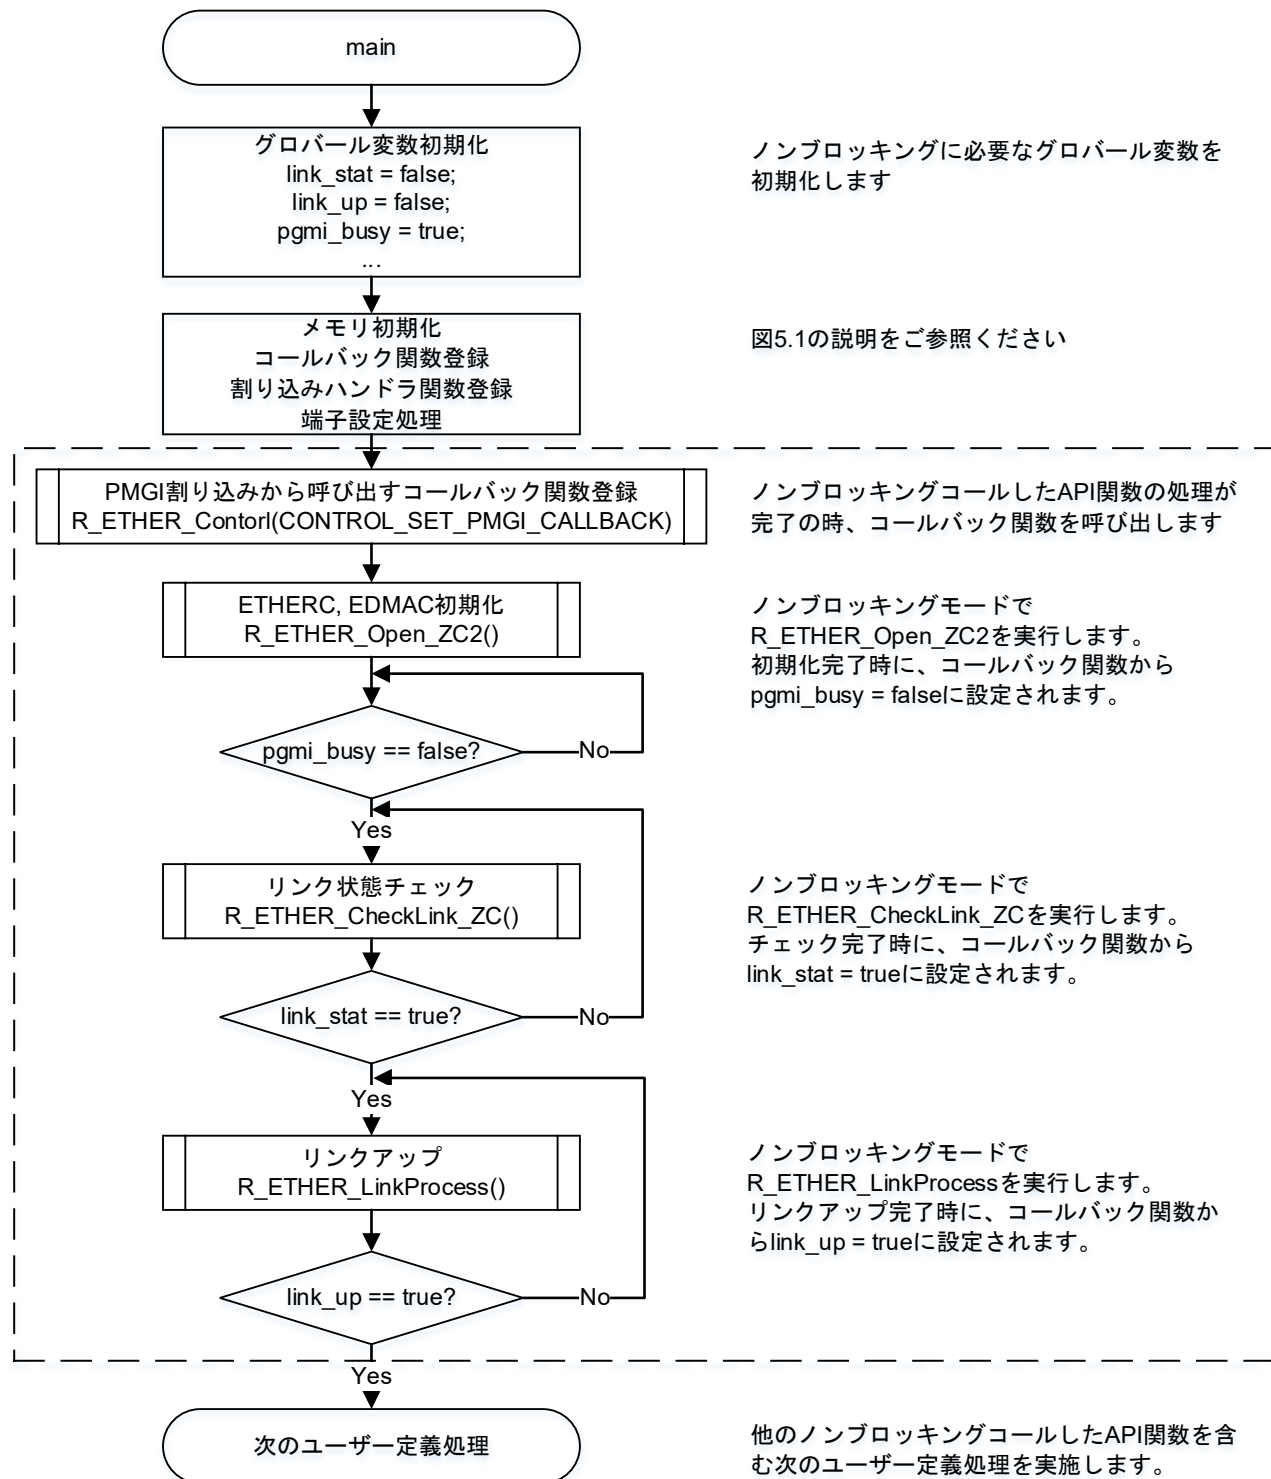 main
グロバール変数初期化
link_stat = false;
link_up = false;
pgmi_busy = true;
...
ノンブロッキングに必要なグロバール変数を
初期化します
メモリ初期化
コールバック関数登録
割り込みハンドラ関数登録
端子設定処理
図5.1の説明をご参照ください
PMGI割り込みから呼び出すコールバック関数登録
R_ETHER_Contorl(CONTROL_SET_PMGI_CALLBACK)
ノンブロッキングコールしたAPI関数の処理が
完了の時、コールバック関数を呼び出します
ETHERC, EDMAC初期化
R_ETHER_Open_ZC2()
ノンブロッキングモードで
R_ETHER_Open_ZC2を実行します。
初期化完了時に、コールバック関数から
pgmi_busy = falseに設定されます。
pgmi_busy == false?
No
Yes
リンク状態チェック
R_ETHER_CheckLink_ZC()
ノンブロッキングモードで
R_ETHER_CheckLink_ZCを実行します。
チェック完了時に、コールバック関数から
link_stat = trueに設定されます。
link_stat == true?
No
Yes
リンクアップ
R_ETHER_LinkProcess()
ノンブロッキングモードで
R_ETHER_LinkProcessを実行します。
リンクアップ完了時に、コールバック関数か
らlink_up = trueに設定されます。
link_up == true?
No
Yes
次のユーザー定義処理
他のノンブロッキングコールしたAPI関数を含
む次のユーザー定義処理を実施します。